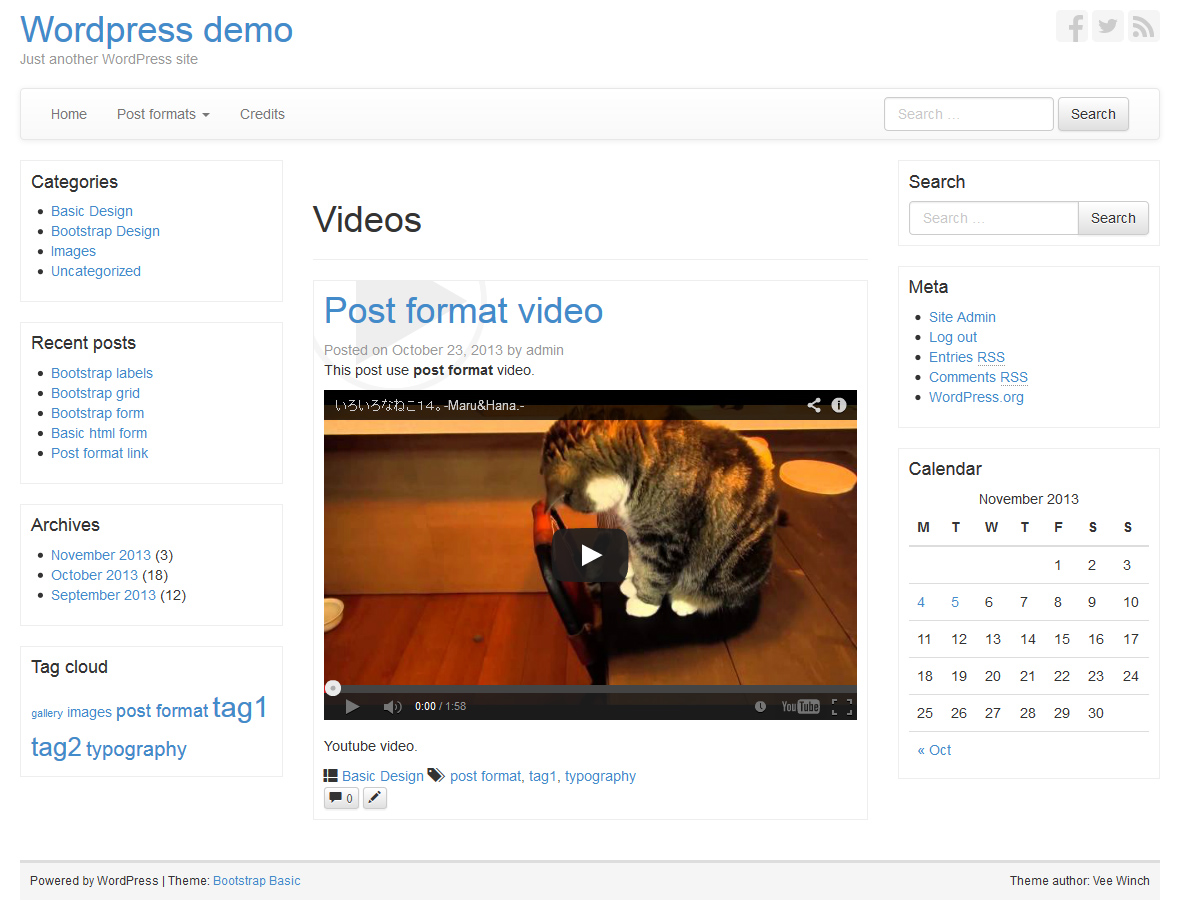 Wordpress demo
Just another WordPress site
Home
Post formats
Credits
Search ...
Search
Categories
Basic Design
Bootstrap Design
Images
Uncategorized
Recent posts
Bootstrap labels
Bootstrap grid
Bootstrap form
Basic html form
Post format link
Archives
November 2013 (3)
October 2013 (18)
September 2013 (12)
Tag cloud
gallery images post format tag1
tag2 typography
Videos
Post format video
Posted on October 23, 2013 by admin
This post use post format video.
いろいろなねこ14。-Maru&Hana.-
0:00 / 1:58
YouTube
Youtube video.
Basic Design post format, tag1, typography
0
Search
Search ...
Search
Meta
Site Admin
Log out
Entries RSS
Comments RSS
WordPress.org
Calendar
November 2013
M T W T F S S
1 2 3
4 5 6 7 8 9 10
11 12 13 14 15 16 17
18 19 20 21 22 23 24
25 26 27 28 29 30
« Oct
Powered by WordPress | Theme: Bootstrap Basic
Theme author: Vee Winch